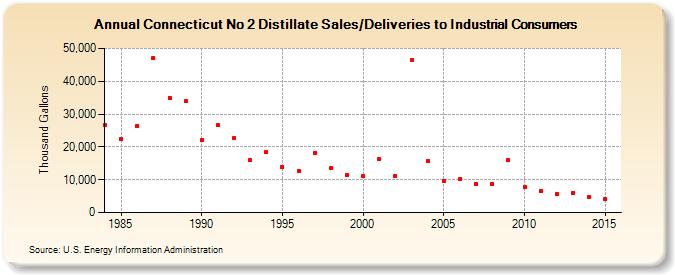 Annual Connecticut No 2 Distillate Sales/Deliveries to Industrial Consumers
Thousand Gallons
50,000
40,000
30,000
20,000
10,000
0
1985 1990 1995 2000 2005 2010 2015
Source: U.S. Energy Information Administration